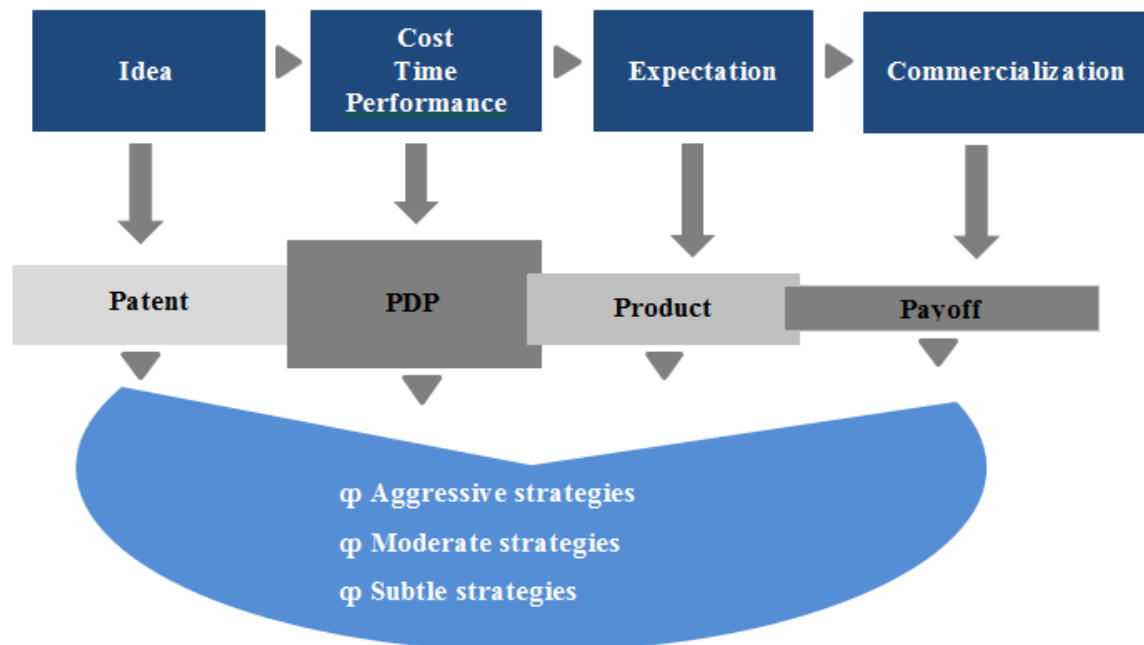 Idea
Cost
Time
Performance
Expectation
Commercialization
Patent
PDP
Product
Payoff
ȹ Aggressive strategies
ȹ Moderate strategies
ȹ Subtle strategies